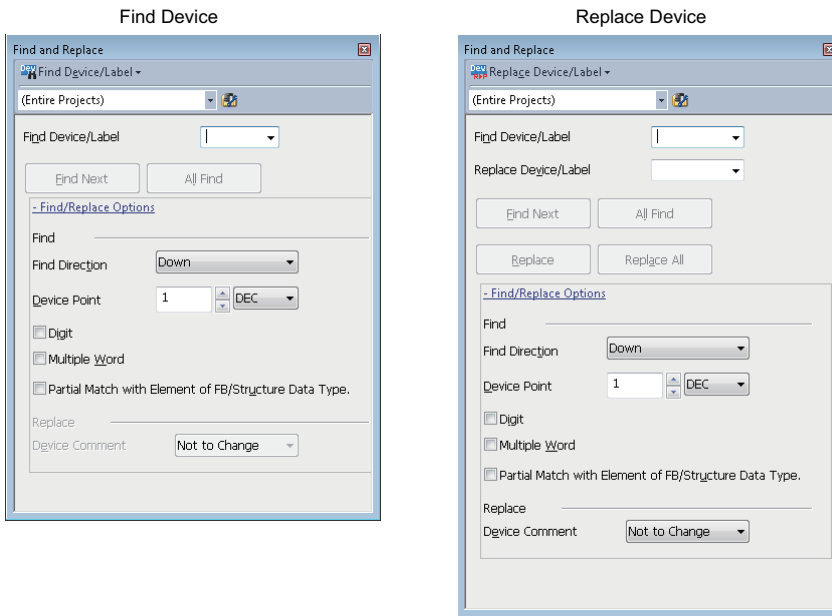 Find Device
Find and Replace
Dev Find Device/Label
(Entire Projects)
Find Device/Label
Find Next All Find
- Find/Replace Options
Find
Find Direction Down
Device Point 1 DEC
Digit
Multiple Word
Partial Match with Element of FB/Structure Data Type.
Replace
Device Comment Not to Change
Replace Device
Find and Replace
Dev REP Replace Device/Label
(Entire Projects)
Find Device/Label
Replace Device/Label
Find Next All Find
Replace Replace All
- Find/Replace Options
Find
Find Direction Down
Device Point 1 DEC
Digit
Multiple Word
Partial Match with Element of FB/Structure Data Type.
Replace
Device Comment Not to Change